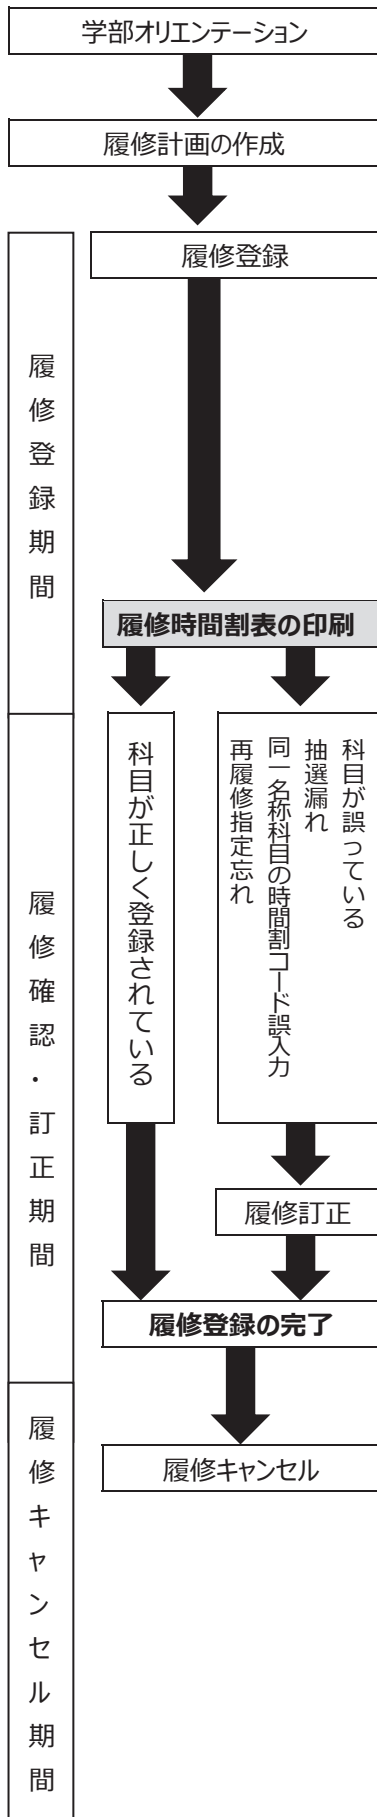 学部オリエンテーション
履修計画の作成
履修登録期間
履修登録
履修時間割表の印刷
履修確認・訂正期間
科目が正しく登録されている
科目が誤っている
抽選漏れ
同一名称科目の時間割コード誤入力
再履修指定忘れ
履修訂正
履修登録の完了
履修キャンセル期間
履修キャンセル